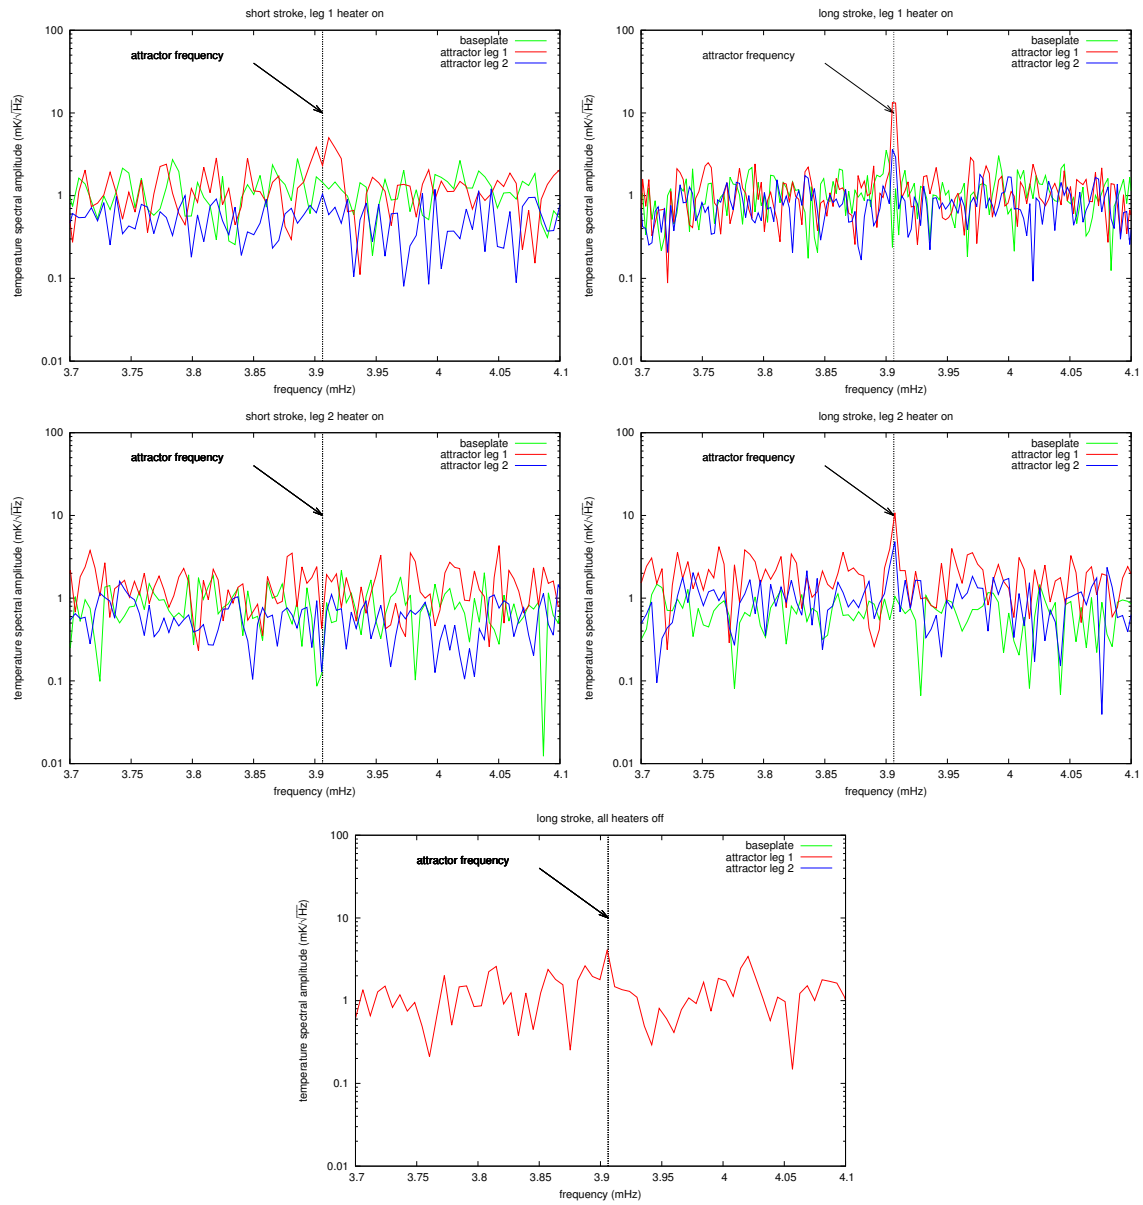 short stroke, leg 1 heater on
temperature spectral amplitude (mK/√Hz)
100
10
1
0.1
0.01
attractor frequency
baseplate
attractor leg 1
attractor leg 2
3.7 3.75 3.8 3.85 3.9 3.95 4 4.05 4.1
frequency (mHz)
long stroke, leg 1 heater on
temperature spectral amplitude (mK/√Hz)
100
10
1
0.1
0.01
attractor frequency
baseplate
attractor leg 1
attractor leg 2
3.7 3.75 3.8 3.85 3.9 3.95 4 4.05 4.1
frequency (mHz)
short stroke, leg 2 heater on
temperature spectral amplitude (mK/√Hz)
100
10
1
0.1
0.01
attractor frequency
baseplate
attractor leg 1
attractor leg 2
3.7 3.75 3.8 3.85 3.9 3.95 4 4.05 4.1
frequency (mHz)
long stroke, leg 2 heater on
temperature spectral amplitude (mK/√Hz)
100
10
1
0.1
0.01
attractor frequency
baseplate
attractor leg 1
attractor leg 2
3.7 3.75 3.8 3.85 3.9 3.95 4 4.05 4.1
frequency (mHz)
long stroke, all heaters off
temperature spectral amplitude (mK/√Hz)
100
10
1
0.1
0.01
attractor frequency
baseplate
attractor leg 1
attractor leg 2
3.7 3.75 3.8 3.85 3.9 3.95 4 4.05 4.1
frequency (mHz)